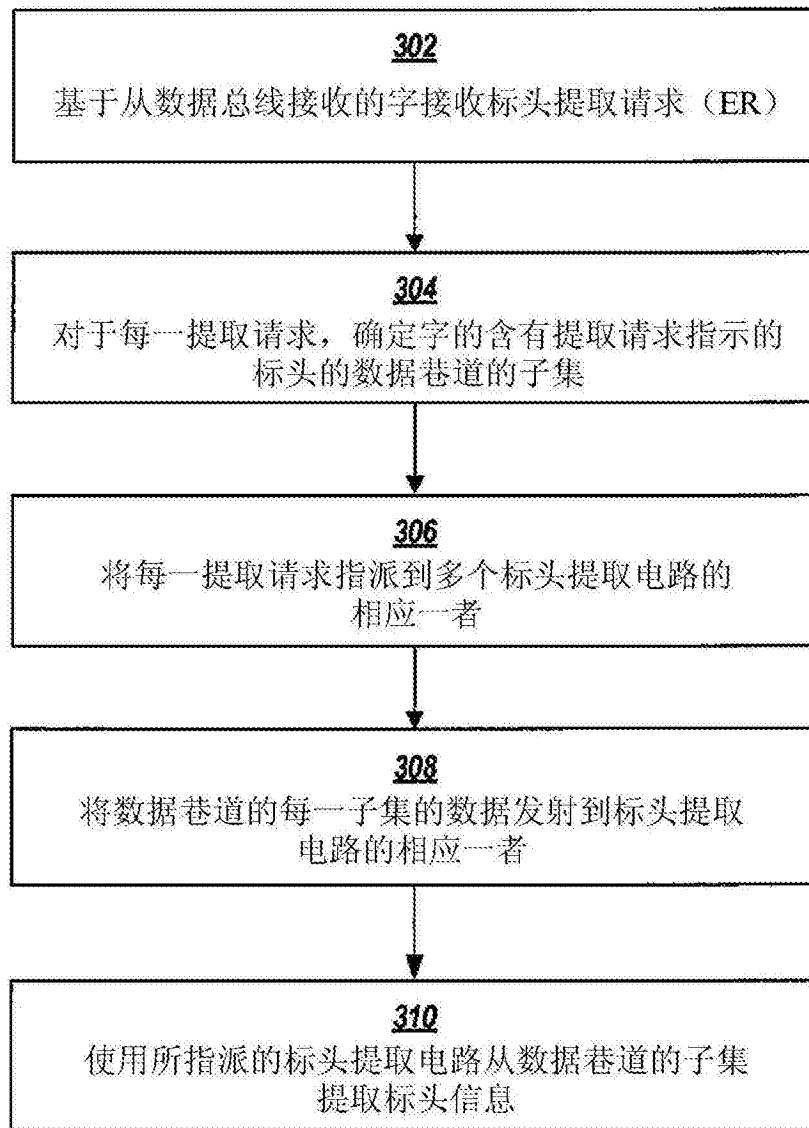 302
基于从数据总线接收的字接收标头提取请求（ER）
304
对于每一提取请求，确定字的含有提取请求指示的
标头的数据巷道的子集
306
将每一提取请求指派到多个标头提取电路的
相应一者
308
将数据巷道的每一子集的数据发射到标头提取
电路的相应一者
310
使用所指派的标头提取电路从数据巷道的子集
提取标头信息